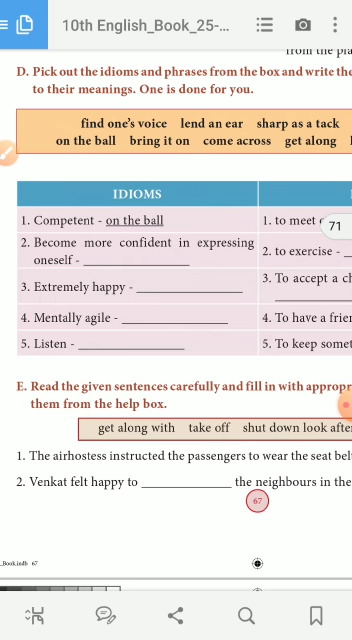 10th English_Book_25-...
from the pla
D. Pick out the idioms and phrases from the box and write the
to their meanings. One is done for you.
find one's voice lend an ear sharp as a tack
on the ball bring it on come across get along
IDIOMS
1. Competent - on the ball 1. to meet
71
2. Become more confident in expressing
oneself - ____________ 2. to exercise -
3. Extremely happy - ____________ 3. To accept a ch
4. Mentally agile - ____________ 4. To have a frien
5. Listen - ____________ 5. To keep somet
E. Read the given sentences carefully and fill in with appropr
them from the help box.
get along with take off shut down look afte
1. The airhostess instructed the passengers to wear the seat bel
2. Venkat felt happy to ____________ the neighbours in the
67
_Book.indb 67